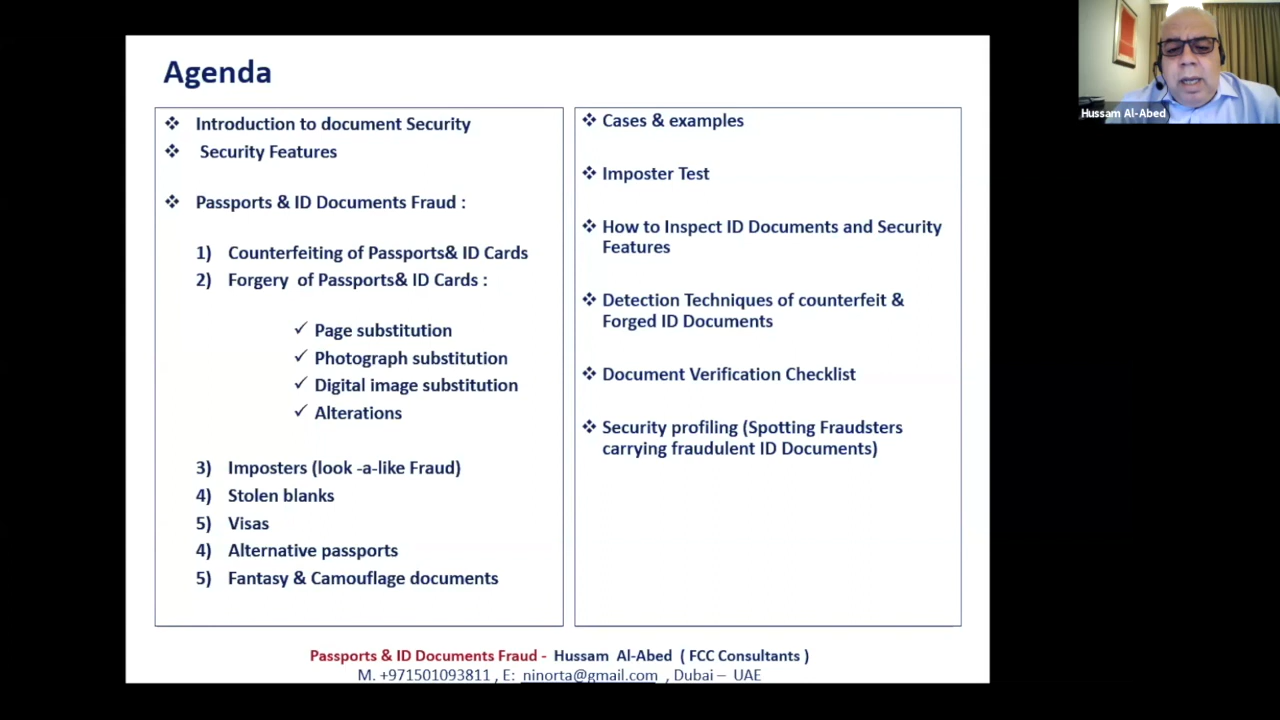 Agenda
❖ Introduction to document Security
❖ Security Features
❖ Passports & ID Documents Fraud :
1) Counterfeiting of Passports& ID Cards
2) Forgery of Passports& ID Cards :
✓ Page substitution
✓ Photograph substitution
✓ Digital image substitution
✓ Alterations
3) Imposters (look -a-like Fraud)
4) Stolen blanks
5) Visas
4) Alternative passports
5) Fantasy & Camouflage documents
❖ Cases & examples
❖ Imposter Test
❖ How to Inspect ID Documents and Security
Features
❖ Detection Techniques of counterfeit &
Forged ID Documents
❖ Document Verification Checklist
❖ Security profiling (Spotting Fraudsters
carrying fraudulent ID Documents)
Passports & ID Documents Fraud - Hussam Al-Abed ( FCC Consultants )
M. +971501093811 , E: ninorta@gmail.com , Dubai – UAE
Hussam Al-Abed